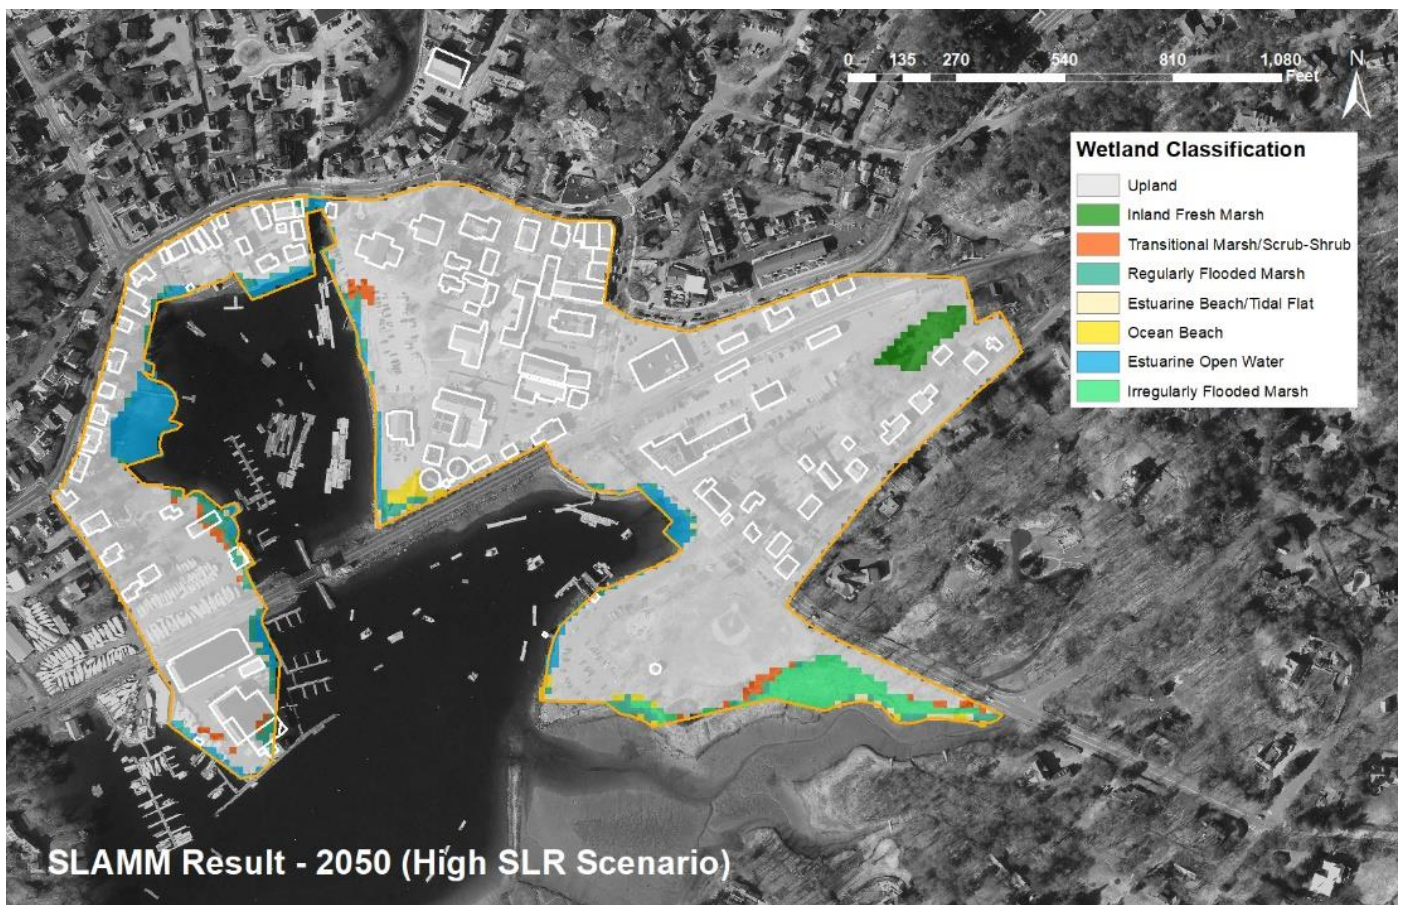 0 135 270 540 810 1,080
Feet
N
Wetland Classification
Upland
Inland Fresh Marsh
Transitional Marsh/Scrub-Shrub
Regularly Flooded Marsh
Estuarine Beach/Tidal Flat
Ocean Beach
Estuarine Open Water
Irregularly Flooded Marsh
SLAMM Result - 2050 (High SLR Scenario)